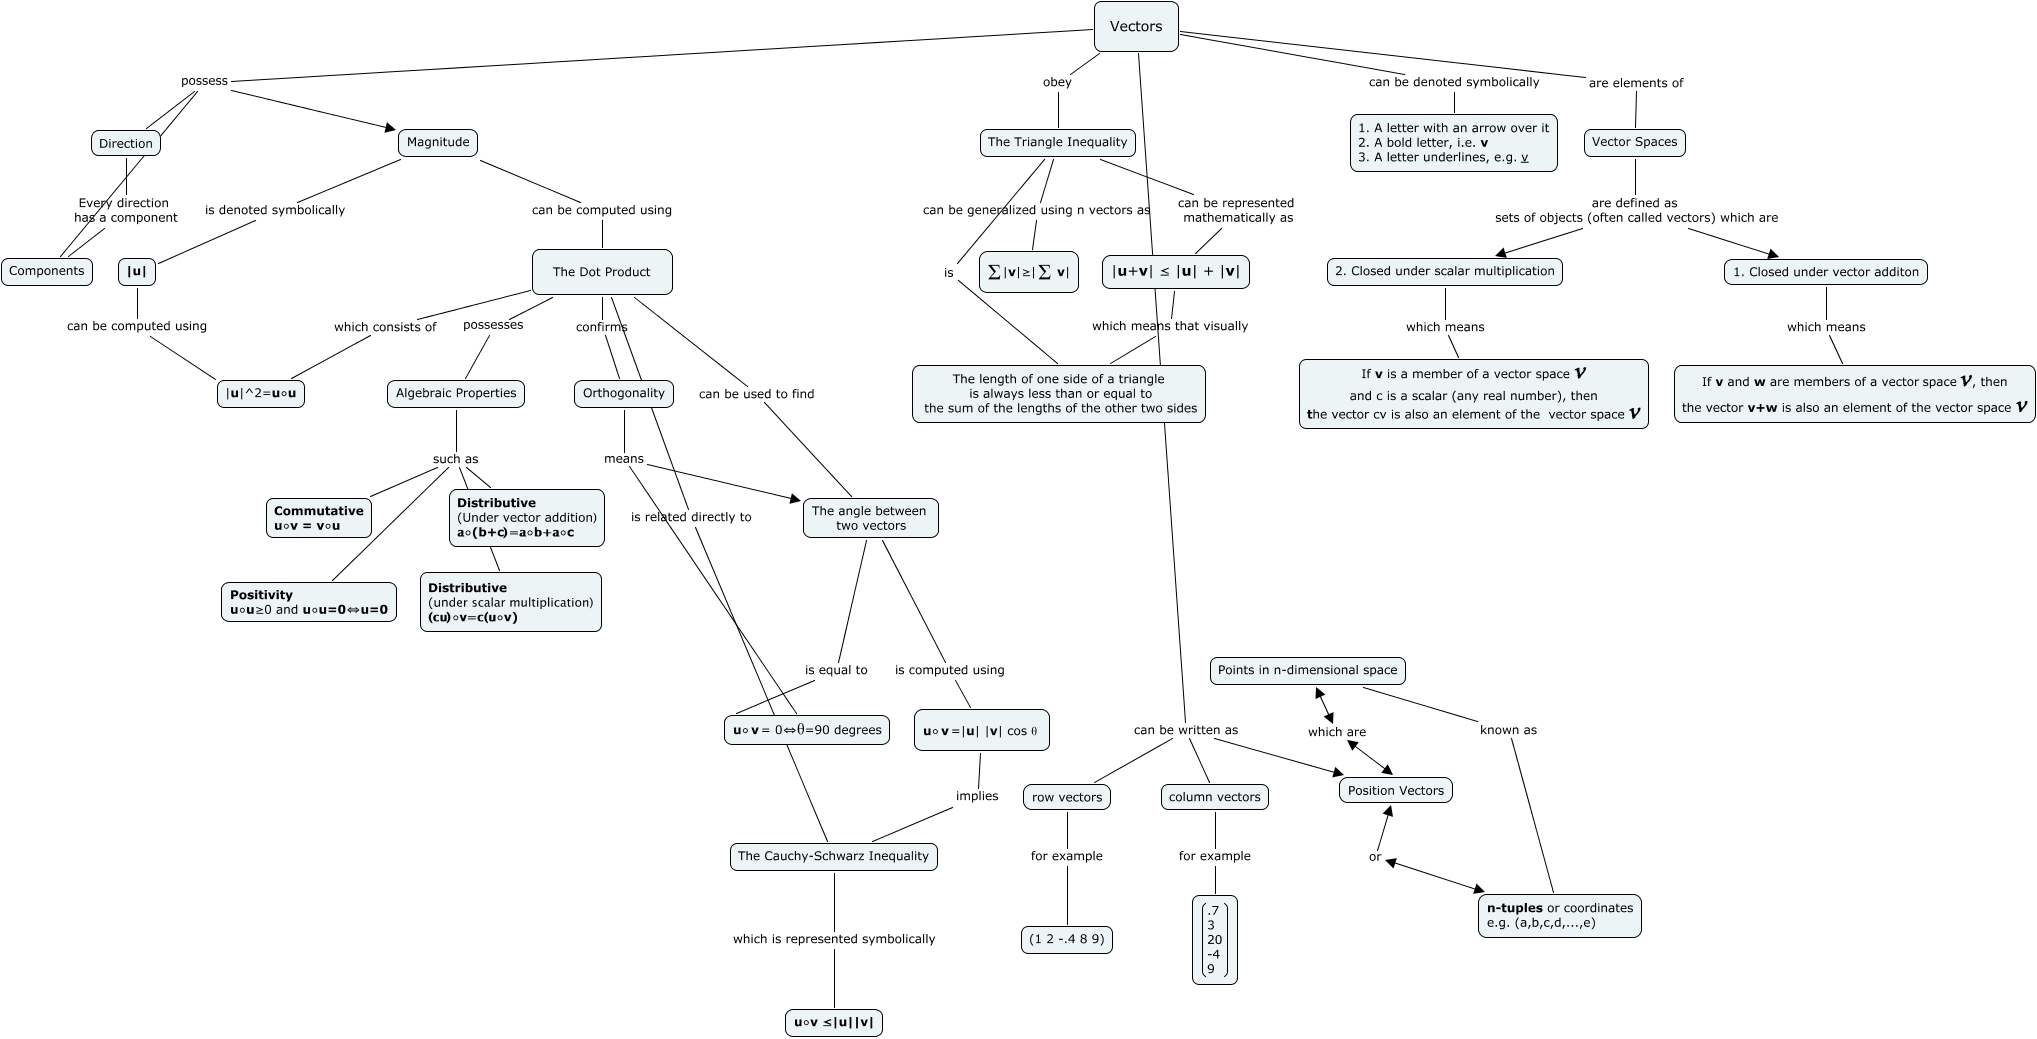 Vectors
possess
obey
can be denoted symbolically
are elements of
Direction
Magnitude
The Triangle Inequality
1. A letter with an arrow over it
2. A bold letter, i.e. v
3. A letter underlines, e.g. v
Vector Spaces
Every direction
has a component
is denoted symbolically
can be computed using
can be generalized using n vectors as
can be represented
mathematically as
are defined as
sets of objects (often called vectors) which are
Components
|u|
The Dot Product
is
∑|v|≥|∑ v|
|u+v| ≤ |u| + |v|
2. Closed under scalar multiplication
1. Closed under vector additon
can be computed using
which consists of
possesses
confirms
which means that visually
which means
which means
|u|^2=u∘u
Algebraic Properties
Orthogonality
can be used to find
The length of one side of a triangle
is always less than or equal to
the sum of the lengths of the other two sides
If v is a member of a vector space 𝒱
and c is a scalar (any real number), then
the vector cv is also an element of the vector space 𝒱
If v and w are members of a vector space 𝒱, then
the vector v+w is also an element of the vector space 𝒱
such as
means
Commutative
u∘v = v∘u
Distributive
(Under vector addition)
a∘(b+c)=a∘b+a∘c
is related directly to
The angle between
two vectors
Positivity
u∘u≥0 and u∘u=0⇔u=0
Distributive
(under scalar multiplication)
(cu)∘v=c(u∘v)
is equal to
is computed using
Points in n-dimensional space
u∘v = 0⇔θ=90 degrees
u∘v=|u| |v| cos θ
can be written as
which are
known as
implies
row vectors
column vectors
Position Vectors
The Cauchy-Schwarz Inequality
for example
for example
or
n-tuples or coordinates
e.g. (a,b,c,d,...,e)
which is represented symbolically
(1 2 -.4 8 9)
.7
3
20
-4
9
u∘v ≤|u||v|